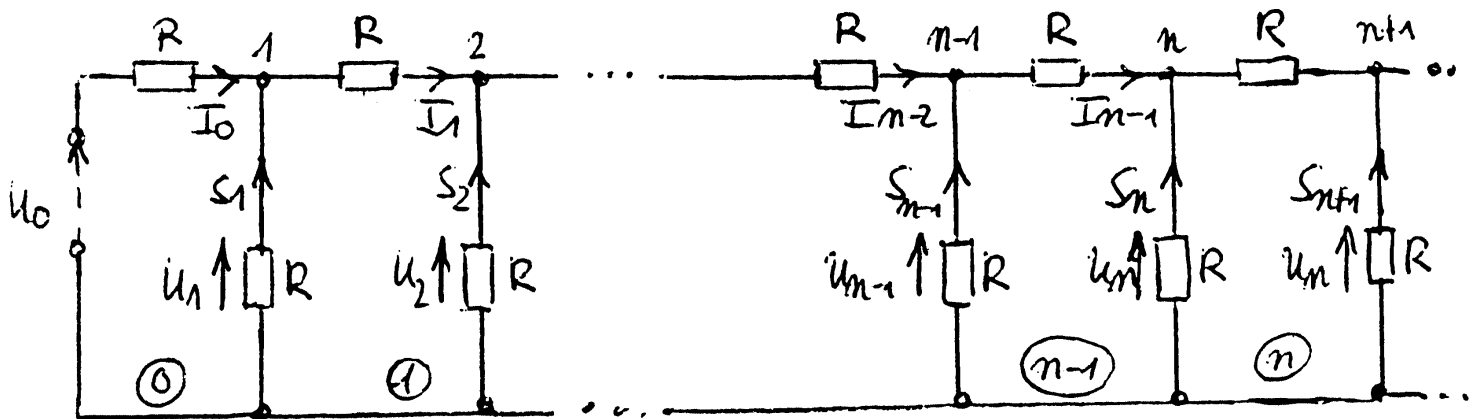 R 1 R 2 R n-1 R n R n+1
... ..
I0 I1 In-2 In-1
U0 S1 S2 Sn-1 Sn Sn+1
U1 R U2 R Un-1 R Un R Un R
0 1 n-1 n
... ...